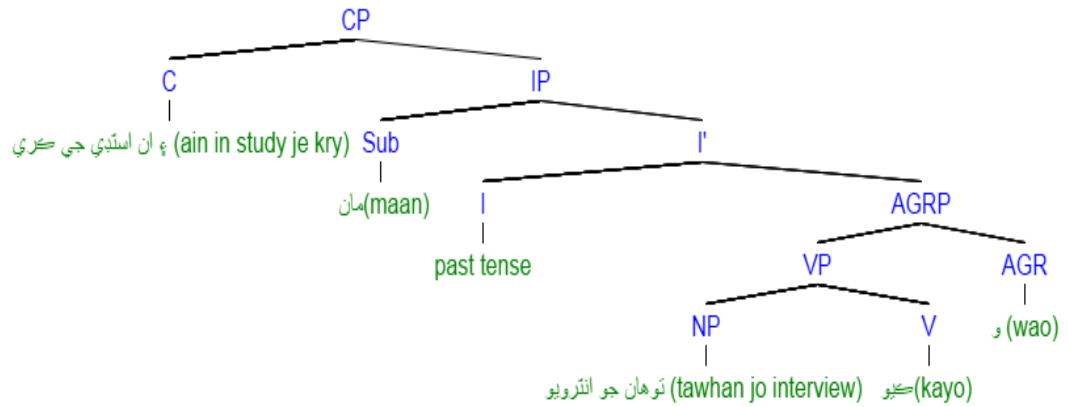 CP
C IP
۽ ان اسٽڊي جي ڪري (ain in study je kry) Sub I'
مان(maan) I AGRP
past tense VP AGR
NP V و (wao)
توهان جو انٽرويو (tawhan jo interview) ڪيو(kayo)